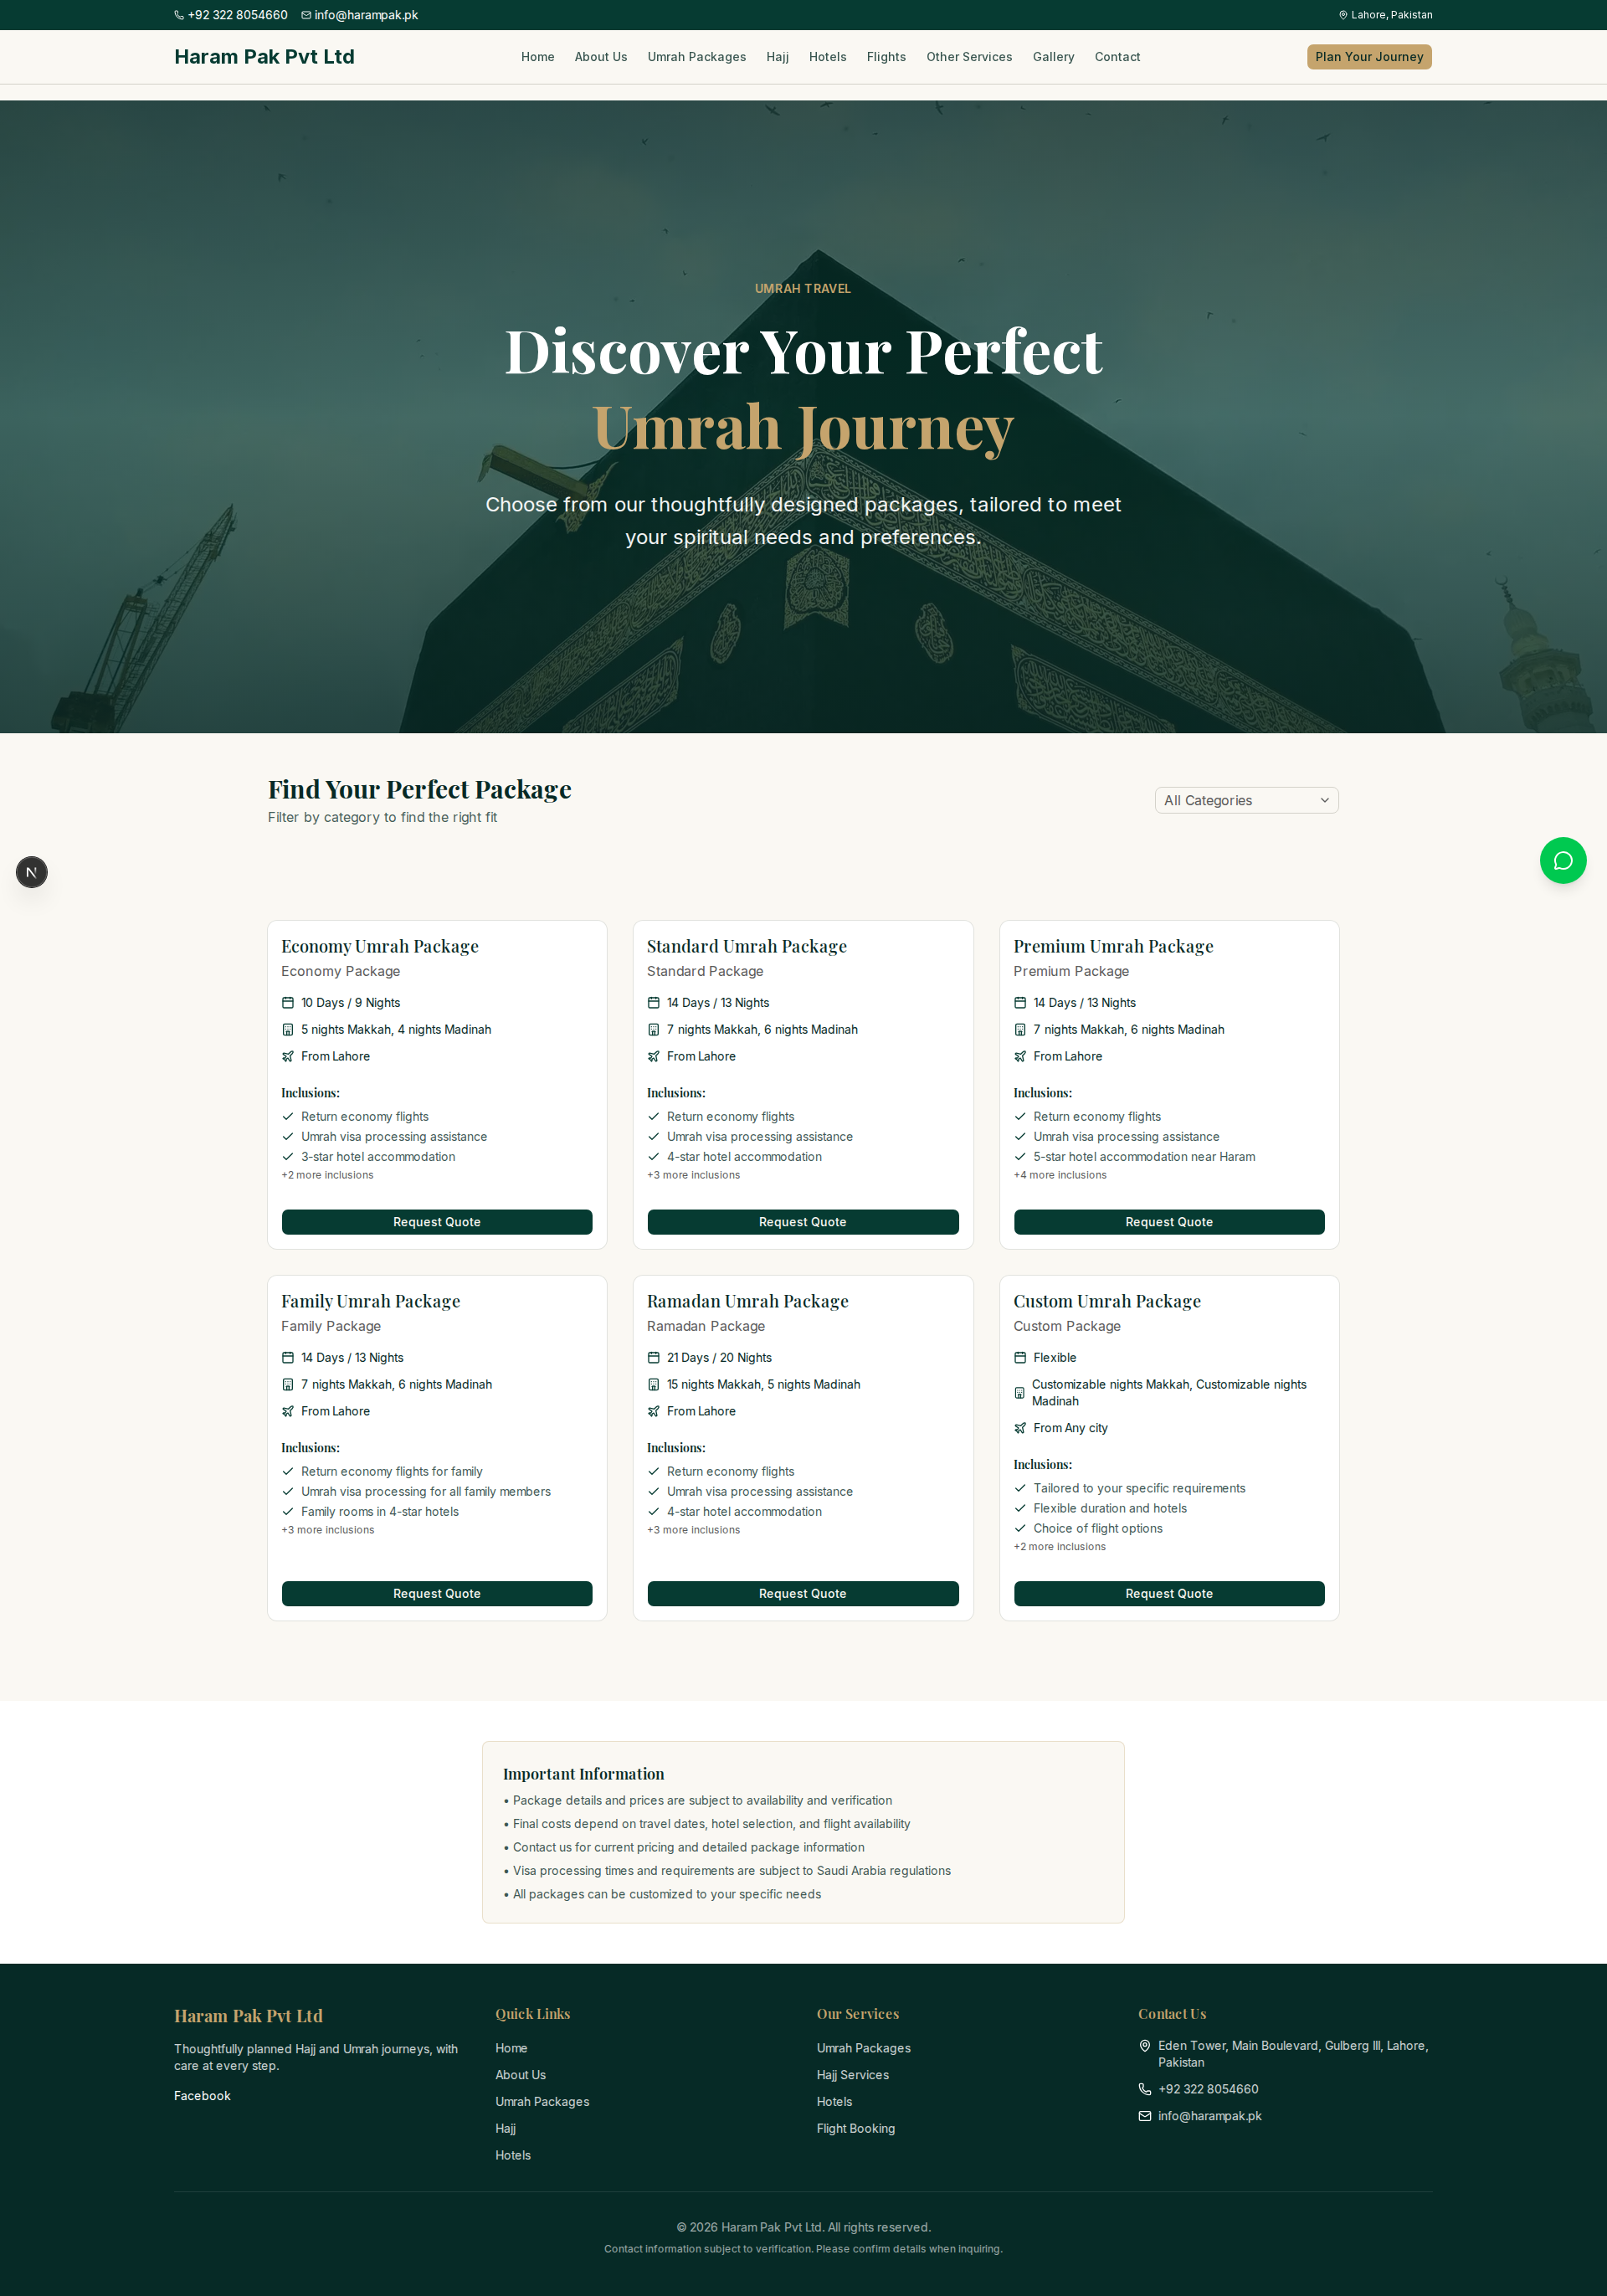 +92 322 8054660 info@harampak.pk Lahore, Pakistan
Haram Pak Pvt Ltd Home About Us Umrah Packages Hajj Hotels Flights Other Services Gallery Contact Plan Your Journey
UMRAH TRAVEL
Discover Your Perfect
Umrah Journey
Choose from our thoughtfully designed packages, tailored to meet
your spiritual needs and preferences.
Find Your Perfect Package
Filter by category to find the right fit
All Categories
N
Economy Umrah Package
Economy Package
10 Days / 9 Nights
5 nights Makkah, 4 nights Madinah
From Lahore
Inclusions:
Return economy flights
Umrah visa processing assistance
3-star hotel accommodation
+2 more inclusions
Request Quote
Standard Umrah Package
Standard Package
14 Days / 13 Nights
7 nights Makkah, 6 nights Madinah
From Lahore
Inclusions:
Return economy flights
Umrah visa processing assistance
4-star hotel accommodation
+3 more inclusions
Request Quote
Premium Umrah Package
Premium Package
14 Days / 13 Nights
7 nights Makkah, 6 nights Madinah
From Lahore
Inclusions:
Return economy flights
Umrah visa processing assistance
5-star hotel accommodation near Haram
+4 more inclusions
Request Quote
Family Umrah Package
Family Package
14 Days / 13 Nights
7 nights Makkah, 6 nights Madinah
From Lahore
Inclusions:
Return economy flights for family
Umrah visa processing for all family members
Family rooms in 4-star hotels
+3 more inclusions
Request Quote
Ramadan Umrah Package
Ramadan Package
21 Days / 20 Nights
15 nights Makkah, 5 nights Madinah
From Lahore
Inclusions:
Return economy flights
Umrah visa processing assistance
4-star hotel accommodation
+3 more inclusions
Request Quote
Custom Umrah Package
Custom Package
Flexible
Customizable nights Makkah, Customizable nights
Madinah
From Any city
Inclusions:
Tailored to your specific requirements
Flexible duration and hotels
Choice of flight options
+2 more inclusions
Request Quote
Important Information
• Package details and prices are subject to availability and verification
• Final costs depend on travel dates, hotel selection, and flight availability
• Contact us for current pricing and detailed package information
• Visa processing times and requirements are subject to Saudi Arabia regulations
• All packages can be customized to your specific needs
Haram Pak Pvt Ltd
Thoughtfully planned Hajj and Umrah journeys, with
care at every step.
Facebook
Quick Links
Home
About Us
Umrah Packages
Hajj
Hotels
Our Services
Umrah Packages
Hajj Services
Hotels
Flight Booking
Contact Us
Eden Tower, Main Boulevard, Gulberg III, Lahore,
Pakistan
+92 322 8054660
info@harampak.pk
© 2026 Haram Pak Pvt Ltd. All rights reserved.
Contact information subject to verification. Please confirm details when inquiring.